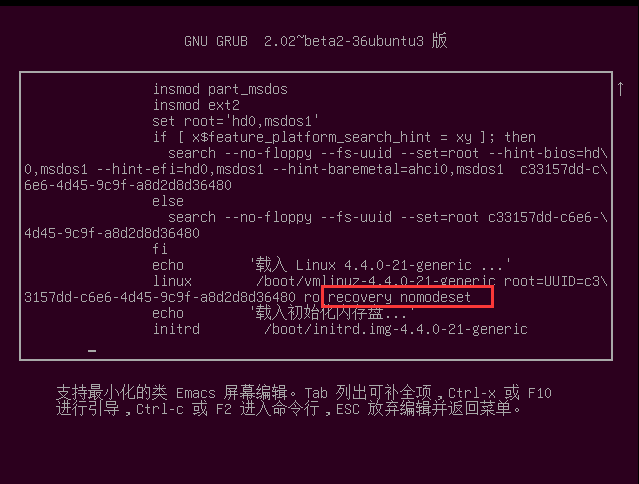 GNU GRUB 2.02~beta2-36ubuntu3 版
insmod part_msdos
insmod ext2
set root='hd0,msdos1'
if [ x$feature_platform_search_hint = xy ]; then
search --no-floppy --fs-uuid --set=root --hint-bios=hd\
0,msdos1 --hint-efi=hd0,msdos1 --hint-baremetal=ahci0,msdos1 c33157dd-c\
6e6-4d45-9c9f-a8d2d8d36480
else
search --no-floppy --fs-uuid --set=root c33157dd-c6e6-\
4d45-9c9f-a8d2d8d36480
fi
echo '载入 Linux 4.4.0-21-generic ...'
linux /boot/vmlinuz-4.4.0-21-generic root=UUID=c3\
3157dd-c6e6-4d45-9c9f-a8d2d8d36480 ro recovery nomodeset
echo '载入初始化内存盘...'
initrd /boot/initrd.img-4.4.0-21-generic
支持最小化的类 Emacs 屏幕编辑。Tab 列出可补全项，Ctrl-x 或 F10
进行引导，Ctrl-c 或 F2 进入命令行，ESC 放弃编辑并返回菜单。